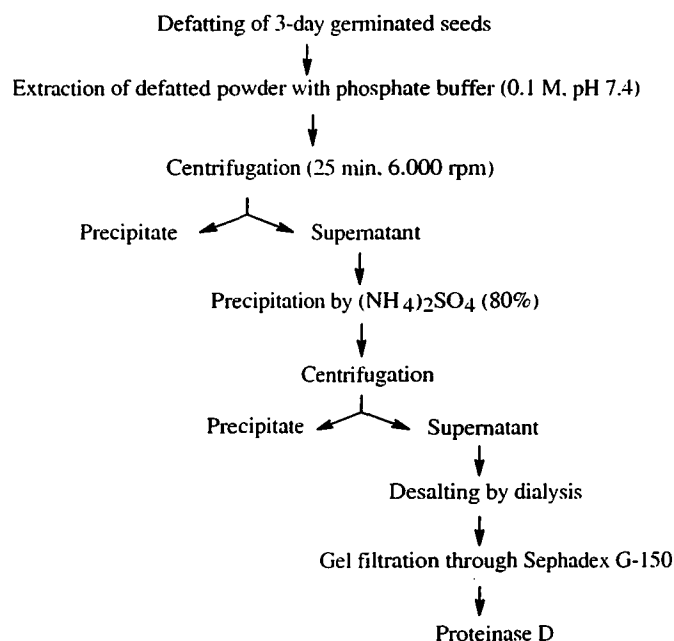 Defatting of 3-day germinated seeds
Extraction of defatted powder with phosphate buffer (0.1 M, pH 7.4)
Centrifugation (25 min. 6.000 rpm)
Precipitate Supernatant
Precipitation by (NH4)2SO4 (80%)
Centrifugation
Precipitate Supernatant
Desalting by dialysis
Gel filtration through Sephadex G-150
Proteinase D